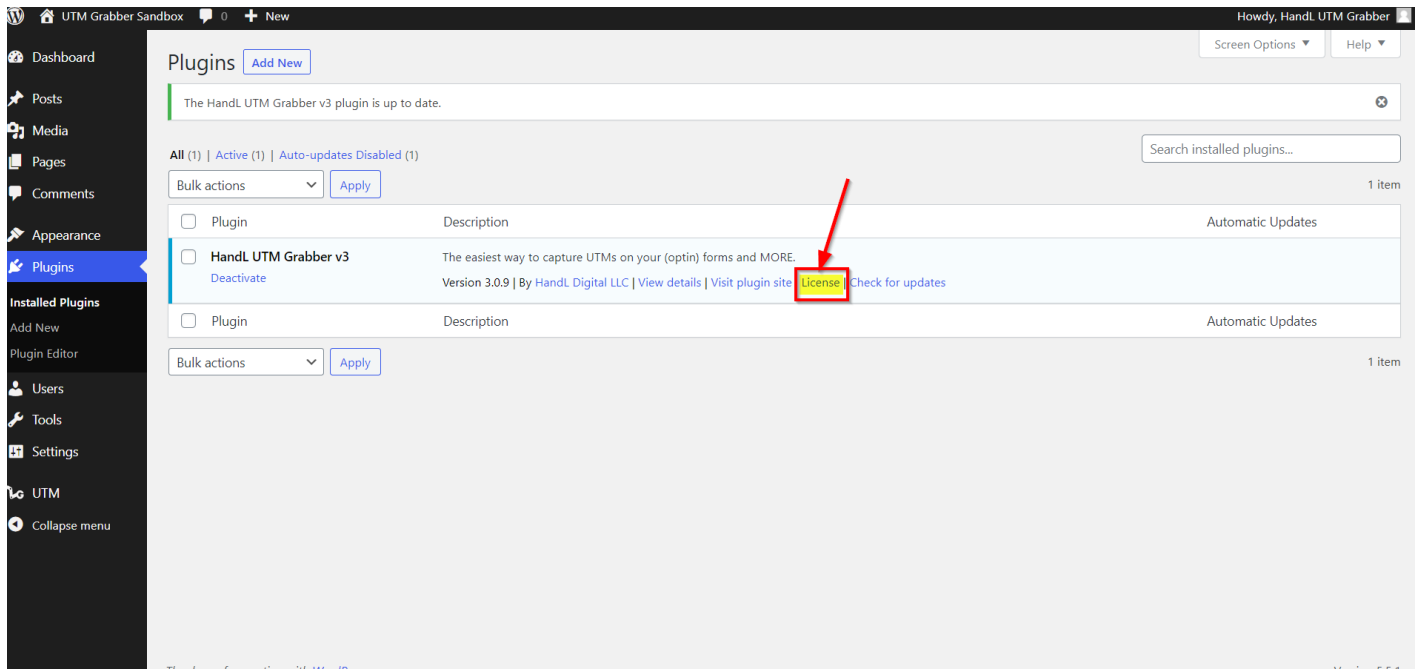 UTM Grabber Sandbox 0 New Howdy, HandL UTM Grabber
Screen Options ▼ Help ▼
Dashboard
Posts
Media
Pages
Comments
Appearance
Plugins
Installed Plugins
Add New
Plugin Editor
Users
Tools
Settings
UTM
Collapse menu
Plugins Add New
The HandL UTM Grabber v3 plugin is up to date.
All (1) | Active (1) | Auto-updates Disabled (1)
Search installed plugins...
Bulk actions Apply 1 item
Plugin Description Automatic Updates
HandL UTM Grabber v3 The easiest way to capture UTMs on your (optin) forms and MORE.
Deactivate Version 3.0.9 | By HandL Digital LLC | View details | Visit plugin site | License | Check for updates
Plugin Description Automatic Updates
Bulk actions Apply 1 item